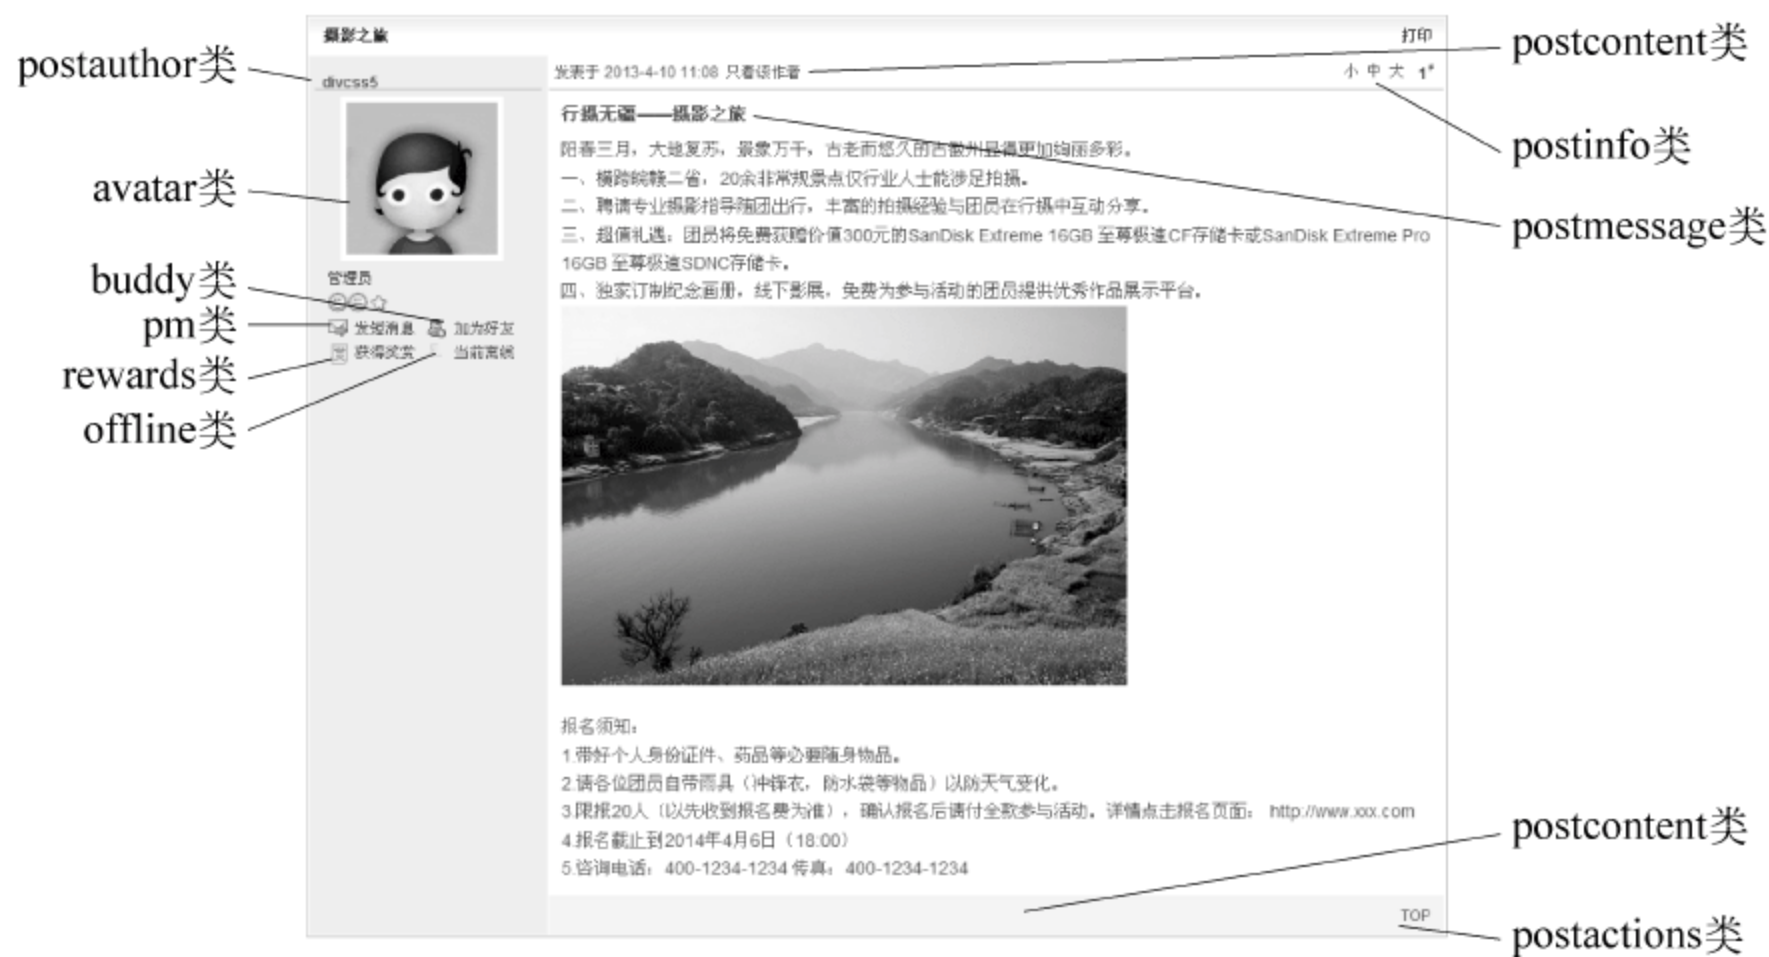 摄影之旅 打印
postauthor类
divcss5
发表于 2013-4-10 11:08 只看该作者
小 中 大 1#
postcontent类
postinfo类
postmessage类
avatar类
buddy类
pm类
rewards类
offline类
管理员
发短消息 加为好友
获得奖赏 当前离线
行摄无疆——摄影之旅
阳春三月，大地复苏，景象万千，古老而悠久的古徽州显得更加绚丽多彩。
一、横跨皖赣二省，20余非常规景点仅行业人士能涉足拍摄。
二、聘请专业摄影指导随团出行，丰富的拍摄经验与团员在行摄中互动分享。
三、超值礼遇：团员将免费获赠价值300元的SanDisk Extreme 16GB 至尊极速CF存储卡或SanDisk Extreme Pro
16GB 至尊极速SDNC存储卡。
四、独家订制纪念画册，线下影展，免费为参与活动的团员提供优秀作品展示平台。
报名须知：
1.带好个人身份证件、药品等必要随身物品。
2.请各位团员自带雨具（冲锋衣，防水袋等物品）以防天气变化。
3.限报20人（以先收到报名费为准），确认报名后请付全款参与活动。详情点击报名页面： http://www.xxx.com
4.报名截止到2014年4月6日（18:00）
5.咨询电话：400-1234-1234 传真：400-1234-1234
postcontent类
TOP
postactions类